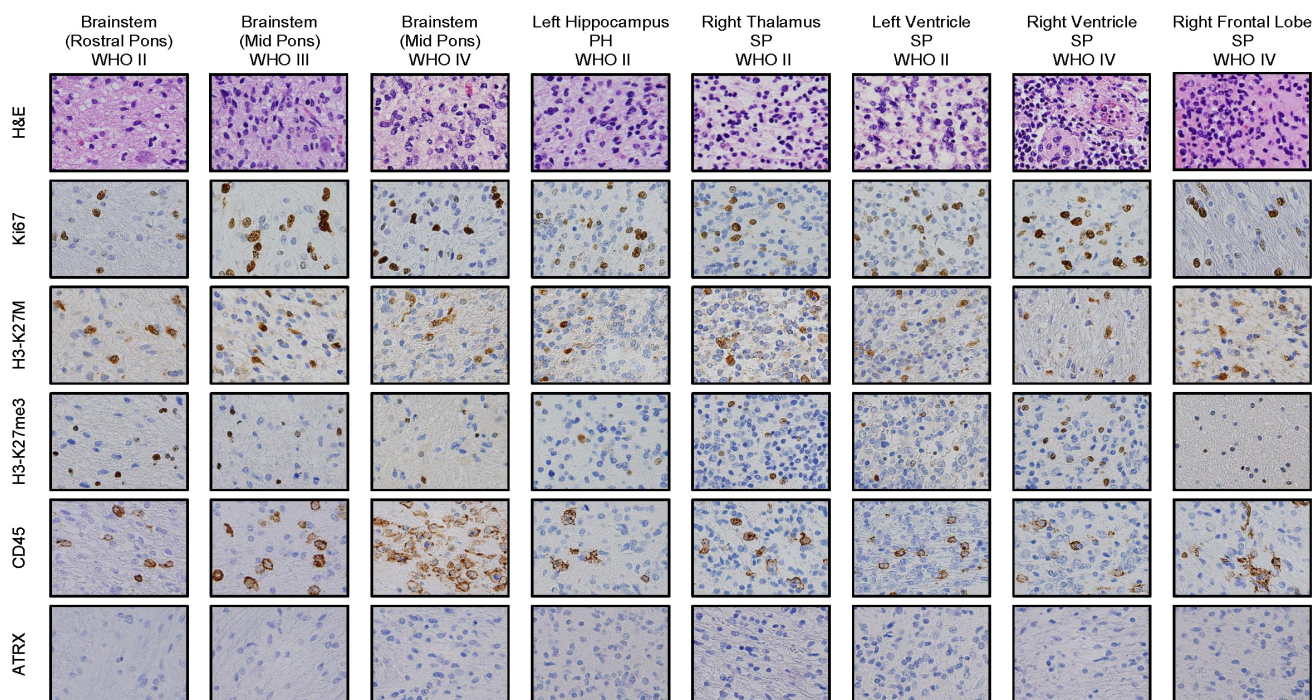 Brainstem
(Rostral Pons)
WHO II
Brainstem
(Mid Pons)
WHO III
Brainstem
(Mid Pons)
WHO IV
Left Hippocampus
PH
WHO II
Right Thalamus
SP
WHO II
Left Ventricle
SP
WHO II
Right Ventricle
SP
WHO IV
Right Frontal Lobe
SP
WHO IV
H&E
Ki67
H3-K27M
H3-K27me3
CD45
ATRX